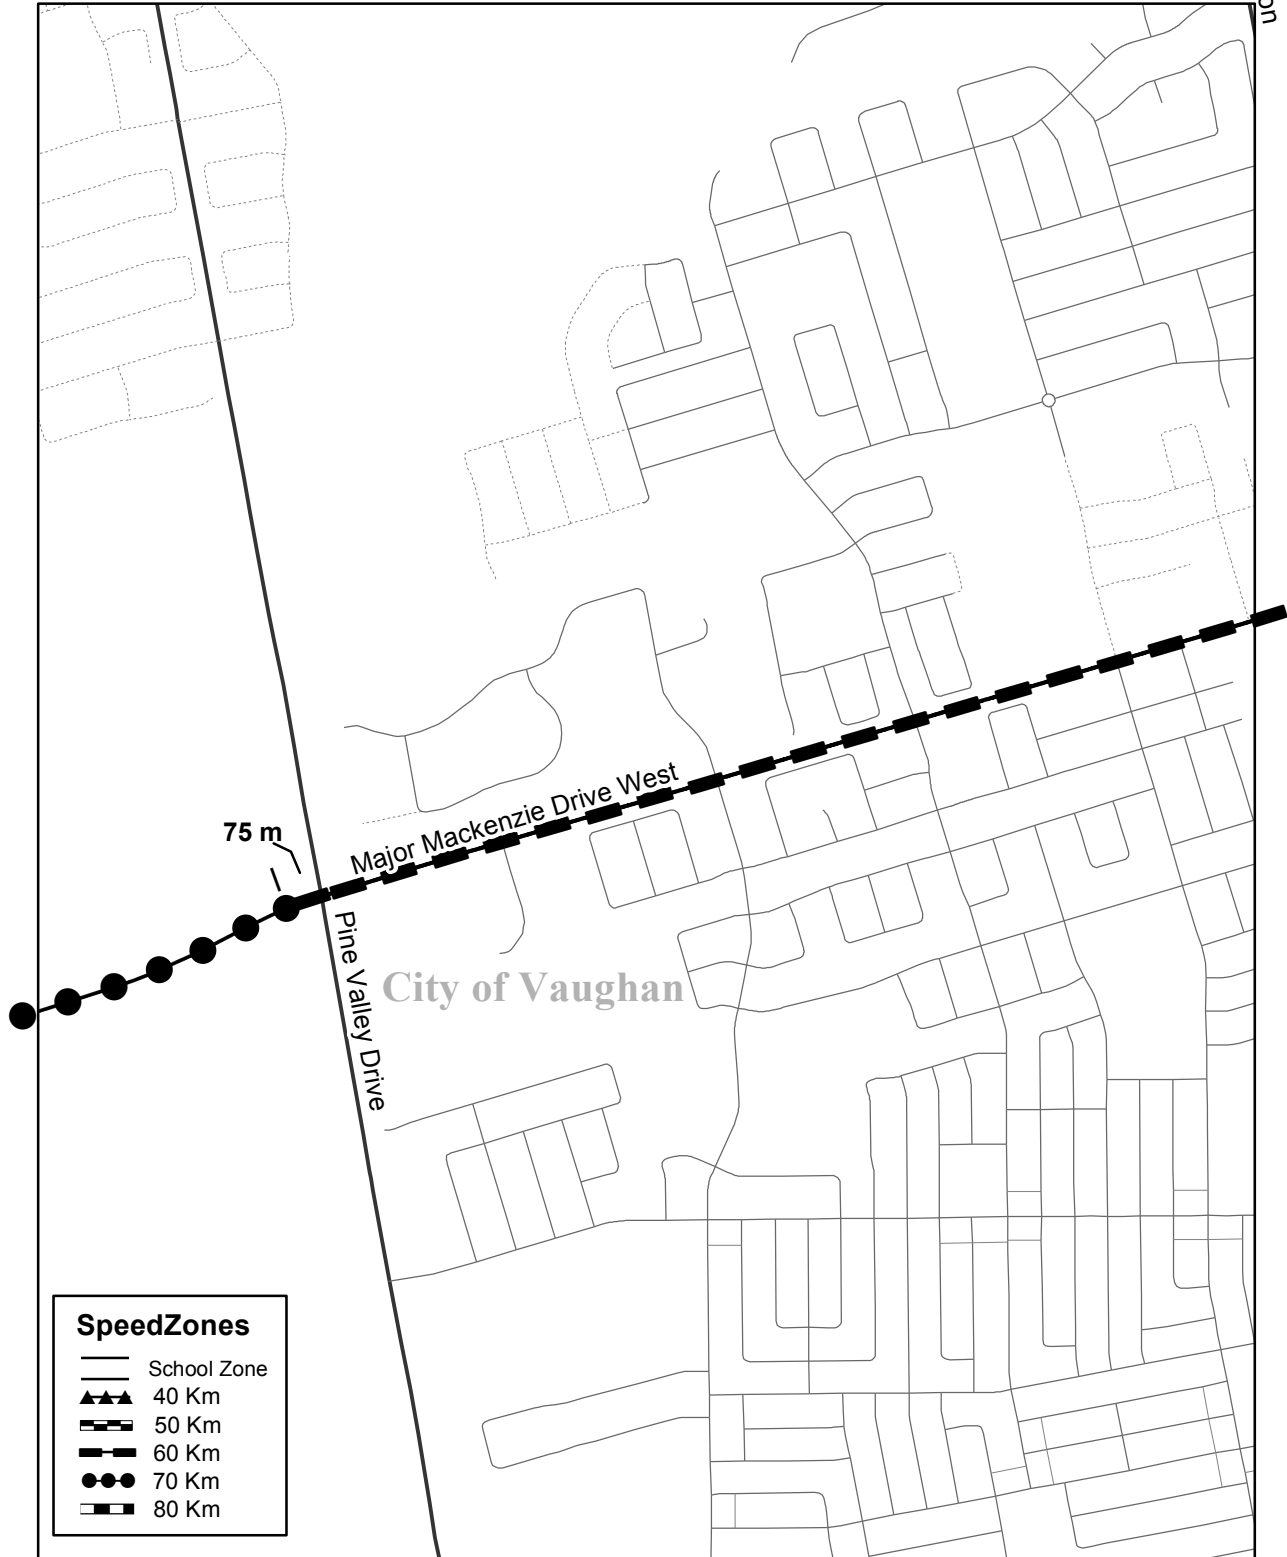 on
75 m
Major Mackenzie Drive West
Pine Valley Drive
City of Vaughan
SpeedZones
School Zone
40 Km
50 Km
60 Km
70 Km
80 Km